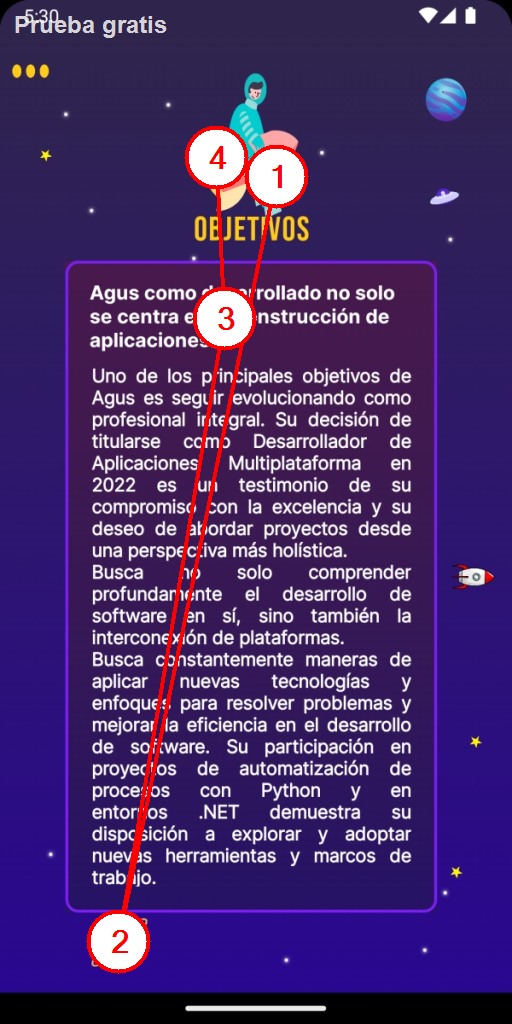 5:30
Prueba gratis
4
1
OBJETIVOS
Agus como desarrollado no solo
3
se centra en construcción de
aplicaciones
Uno de los principales objetivos de
Agus es seguir evolucionando como
profesional integral. Su decisión de
titularse como Desarrollador de
Aplicaciones Multiplataforma en
2022 es un testimonio de su
compromiso con la excelencia y su
deseo de abordar proyectos desde
una perspectiva más holística.
Busca no solo comprender
profundamente el desarrollo de
software en sí, sino también la
interconexión de plataformas.
Busca constantemente maneras de
aplicar nuevas tecnologías y
enfoques para resolver problemas y
mejorar la eficiencia en el desarrollo
de software. Su participación en
proyectos de automatización de
procesos con Python y en
entornos .NET demuestra su
disposición a explorar y adoptar
nuevas herramientas y marcos de
trabajo.
2